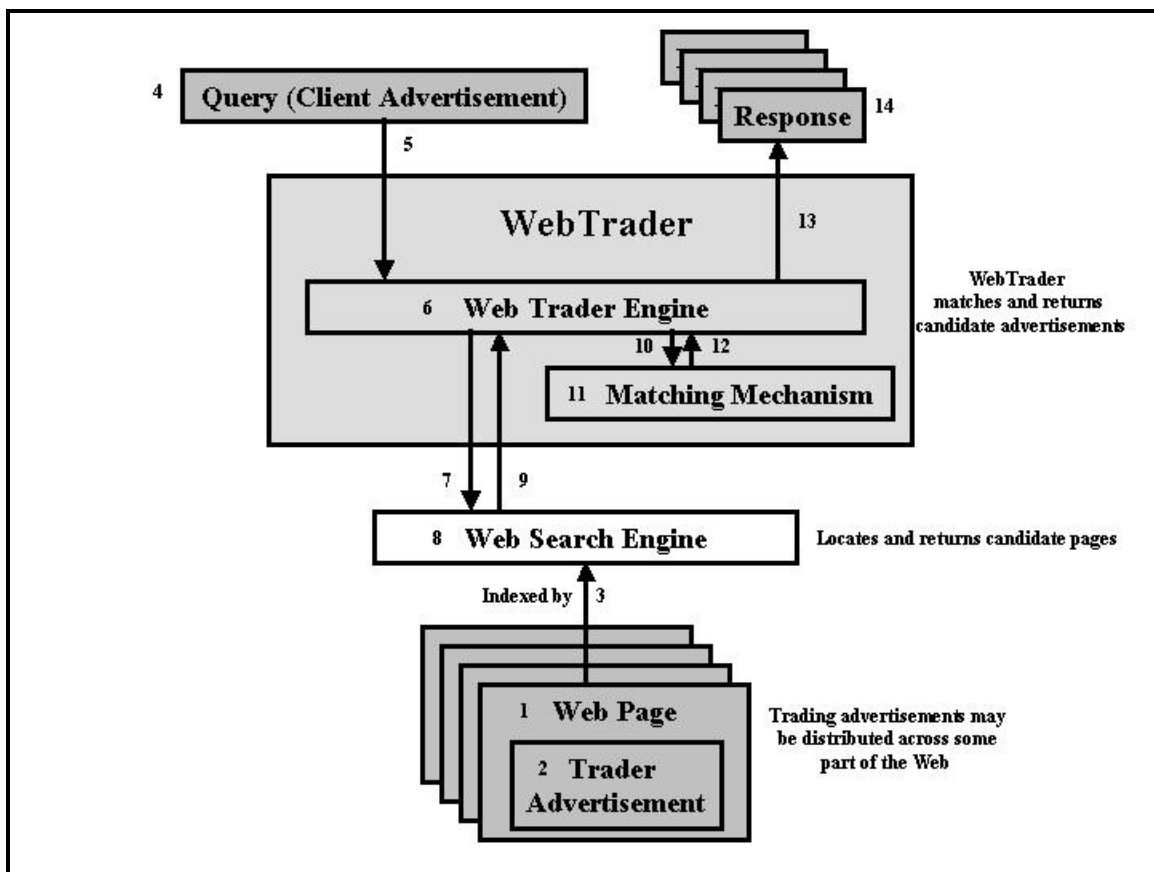 4 Query (Client Advertisement)
14
Response
5
WebTrader
13
6 Web Trader Engine
WebTrader
matches and returns
candidate advertisements
10 12
11 Matching Mechanism
7 9
8 Web Search Engine
Locates and returns candidate pages
Indexed by 3
1 Web Page
2 Trader
Advertisement
Trading advertisements may
be distributed across some
part of the Web